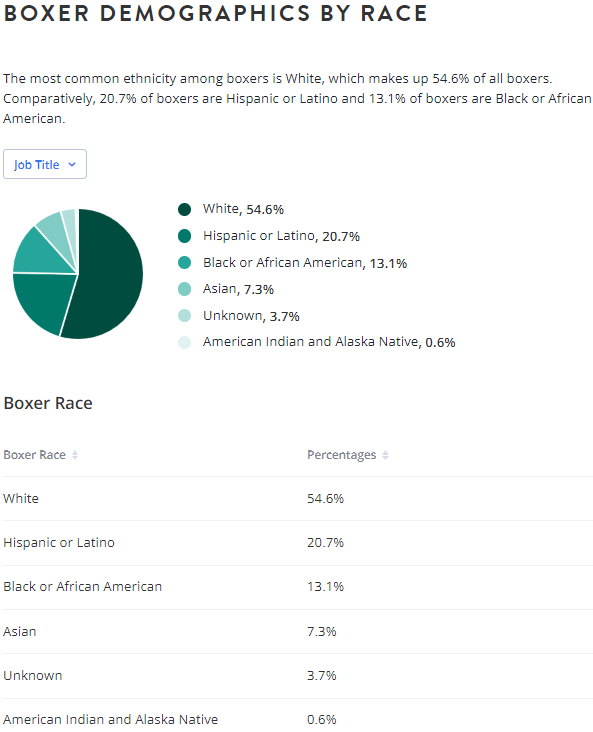 BOXER DEMOGRAPHICS BY RACE
The most common ethnicity among boxers is White, which makes up 54.6% of all boxers.
Comparatively, 20.7% of boxers are Hispanic or Latino and 13.1% of boxers are Black or African
American.
Job Title
White, 54.6%
Hispanic or Latino, 20.7%
Black or African American, 13.1%
Asian, 7.3%
Unknown, 3.7%
American Indian and Alaska Native, 0.6%
Boxer Race
Boxer Race Percentages
White 54.6%
Hispanic or Latino 20.7%
Black or African American 13.1%
Asian 7.3%
Unknown 3.7%
American Indian and Alaska Native 0.6%